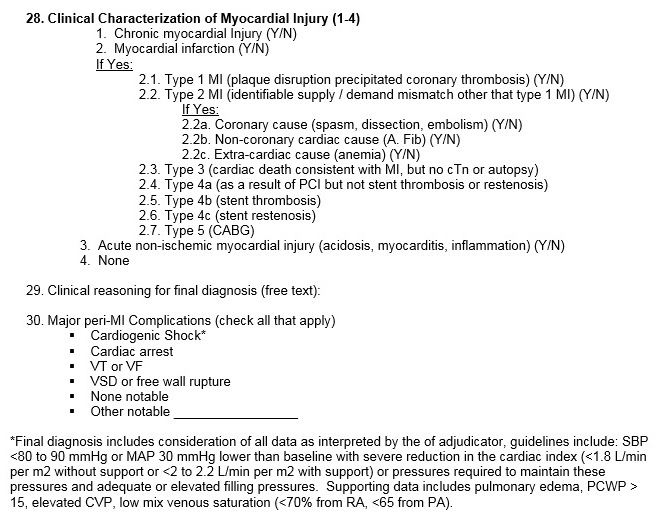 28. Clinical Characterization of Myocardial Injury (1-4)
1. Chronic myocardial Injury (Y/N)
2. Myocardial infarction (Y/N)
If Yes:
2.1. Type 1 MI (plaque disruption precipitated coronary thrombosis) (Y/N)
2.2. Type 2 MI (identifiable supply / demand mismatch other that type 1 MI) (Y/N)
If Yes:
2.2a. Coronary cause (spasm, dissection, embolism) (Y/N)
2.2b. Non-coronary cardiac cause (A. Fib) (Y/N)
2.2c. Extra-cardiac cause (anemia) (Y/N)
2.3. Type 3 (cardiac death consistent with MI, but no cTn or autopsy)
2.4. Type 4a (as a result of PCI but not stent thrombosis or restenosis)
2.5. Type 4b (stent thrombosis)
2.6. Type 4c (stent restenosis)
2.7. Type 5 (CABG)
3. Acute non-ischemic myocardial injury (acidosis, myocarditis, inflammation) (Y/N)
4. None
29. Clinical reasoning for final diagnosis (free text):
30. Major peri-MI Complications (check all that apply)
▪ Cardiogenic Shock*
▪ Cardiac arrest
▪ VT or VF
▪ VSD or free wall rupture
▪ None notable
▪ Other notable ___________________
*Final diagnosis includes consideration of all data as interpreted by the of adjudicator, guidelines include: SBP
<80 to 90 mmHg or MAP 30 mmHg lower than baseline with severe reduction in the cardiac index (<1.8 L/min
per m2 without support or <2 to 2.2 L/min per m2 with support) or pressures required to maintain these
pressures and adequate or elevated filling pressures. Supporting data includes pulmonary edema, PCWP >
15, elevated CVP, low mix venous saturation (<70% from RA, <65 from PA).